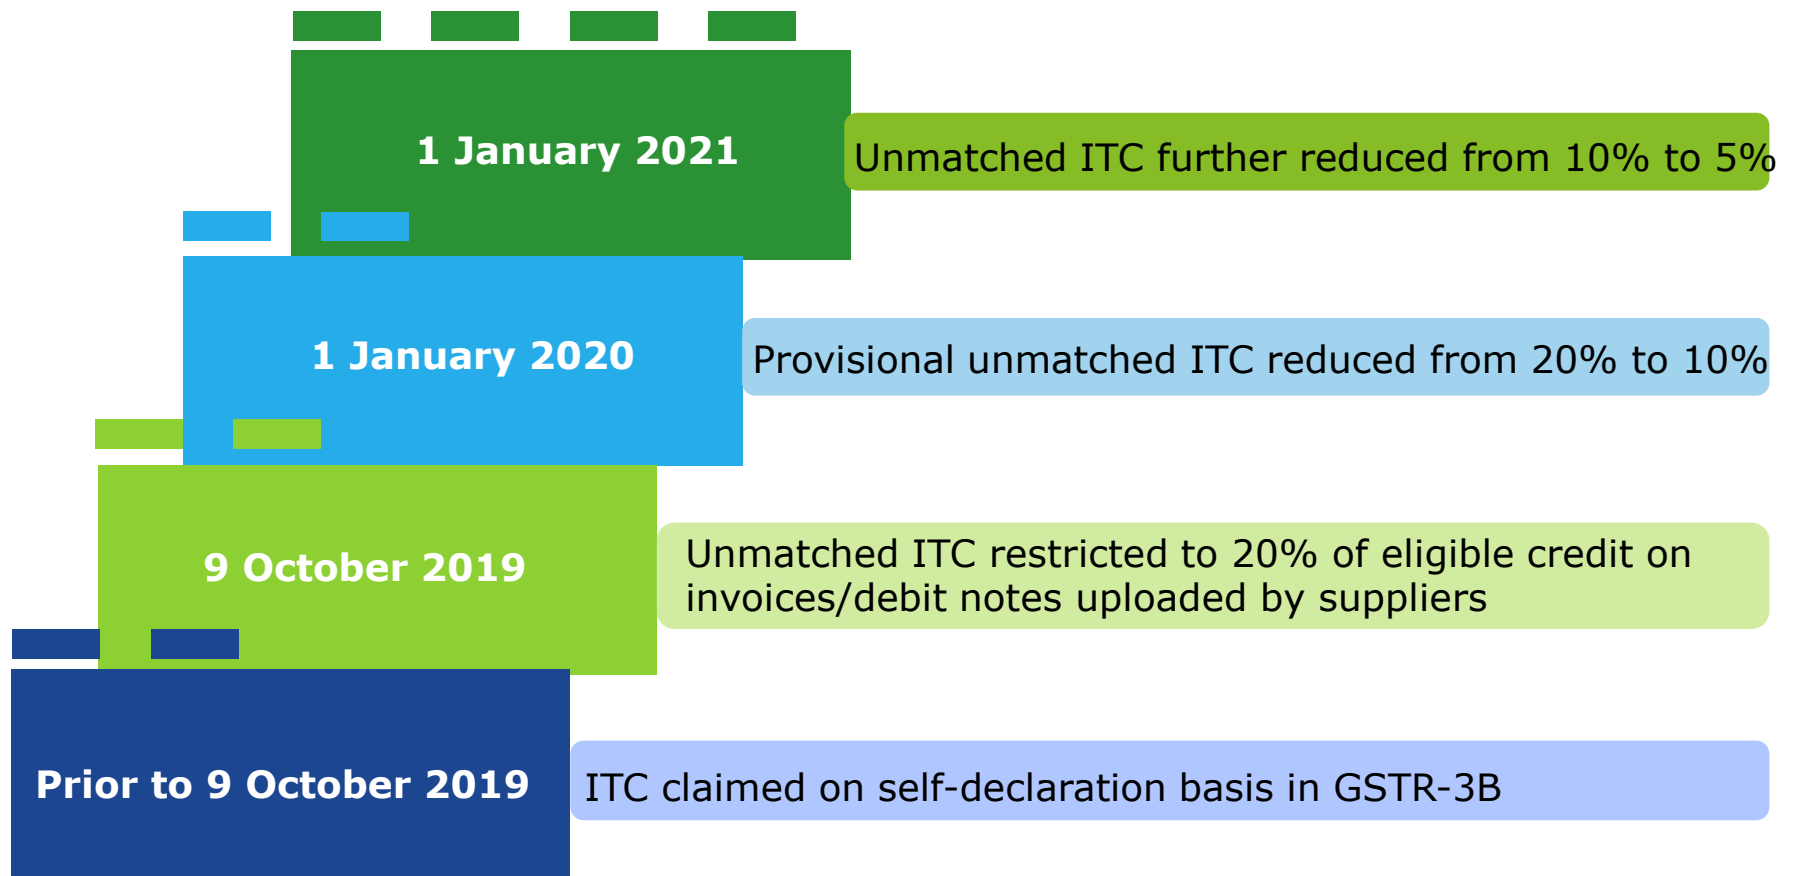 1 January 2021
Unmatched ITC further reduced from 10% to 5%
1 January 2020
Provisional unmatched ITC reduced from 20% to 10%
9 October 2019
Unmatched ITC restricted to 20% of eligible credit on
invoices/debit notes uploaded by suppliers
Prior to 9 October 2019
ITC claimed on self-declaration basis in GSTR-3B